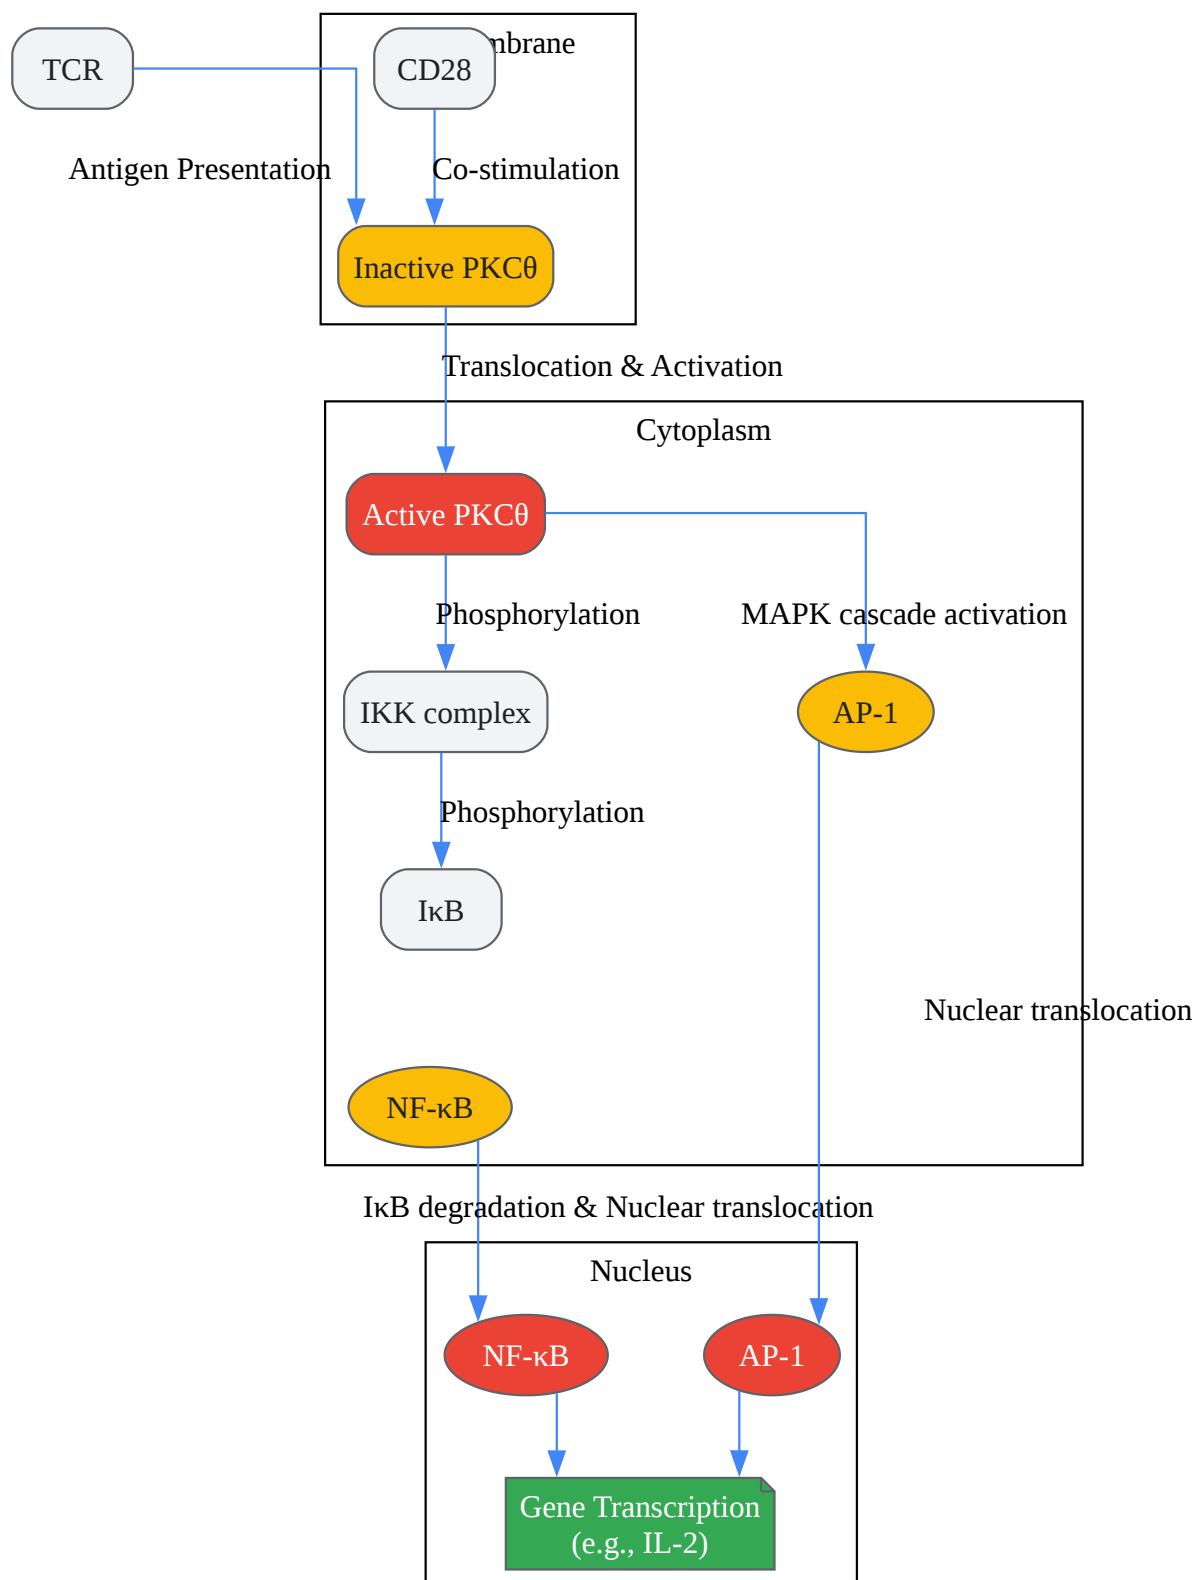 TCR
CD28
Antigen Presentation
Co-stimulation
Inactive PKCθ
Translocation & Activation
Cytoplasm
Active PKCθ
Phosphorylation
MAPK cascade activation
IKK complex
AP-1
Phosphorylation
IκB
Nuclear translocation
NF-κB
IκB degradation & Nuclear translocation
Nucleus
NF-κB
AP-1
Gene Transcription
(e.g., IL-2)